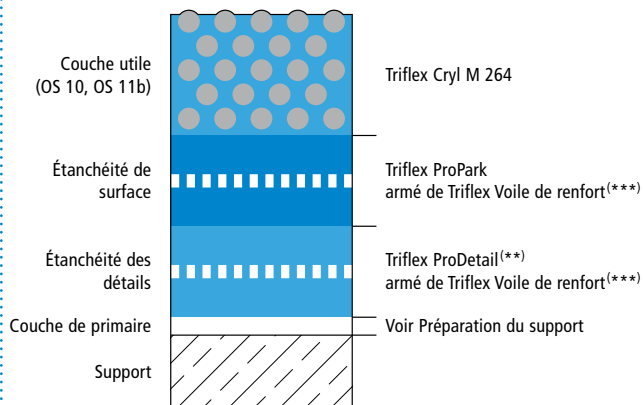 Couche utile
(OS 10, OS 11b)
Triflex Cryl M 264
Étanchéité de
surface
Triflex ProPark
armé de Triflex Voile de renfort(***)
Étanchéité des
détails
Triflex ProDetail(**)
armé de Triflex Voile de renfort(***)
Couche de primaire
Voir Préparation du support
Support